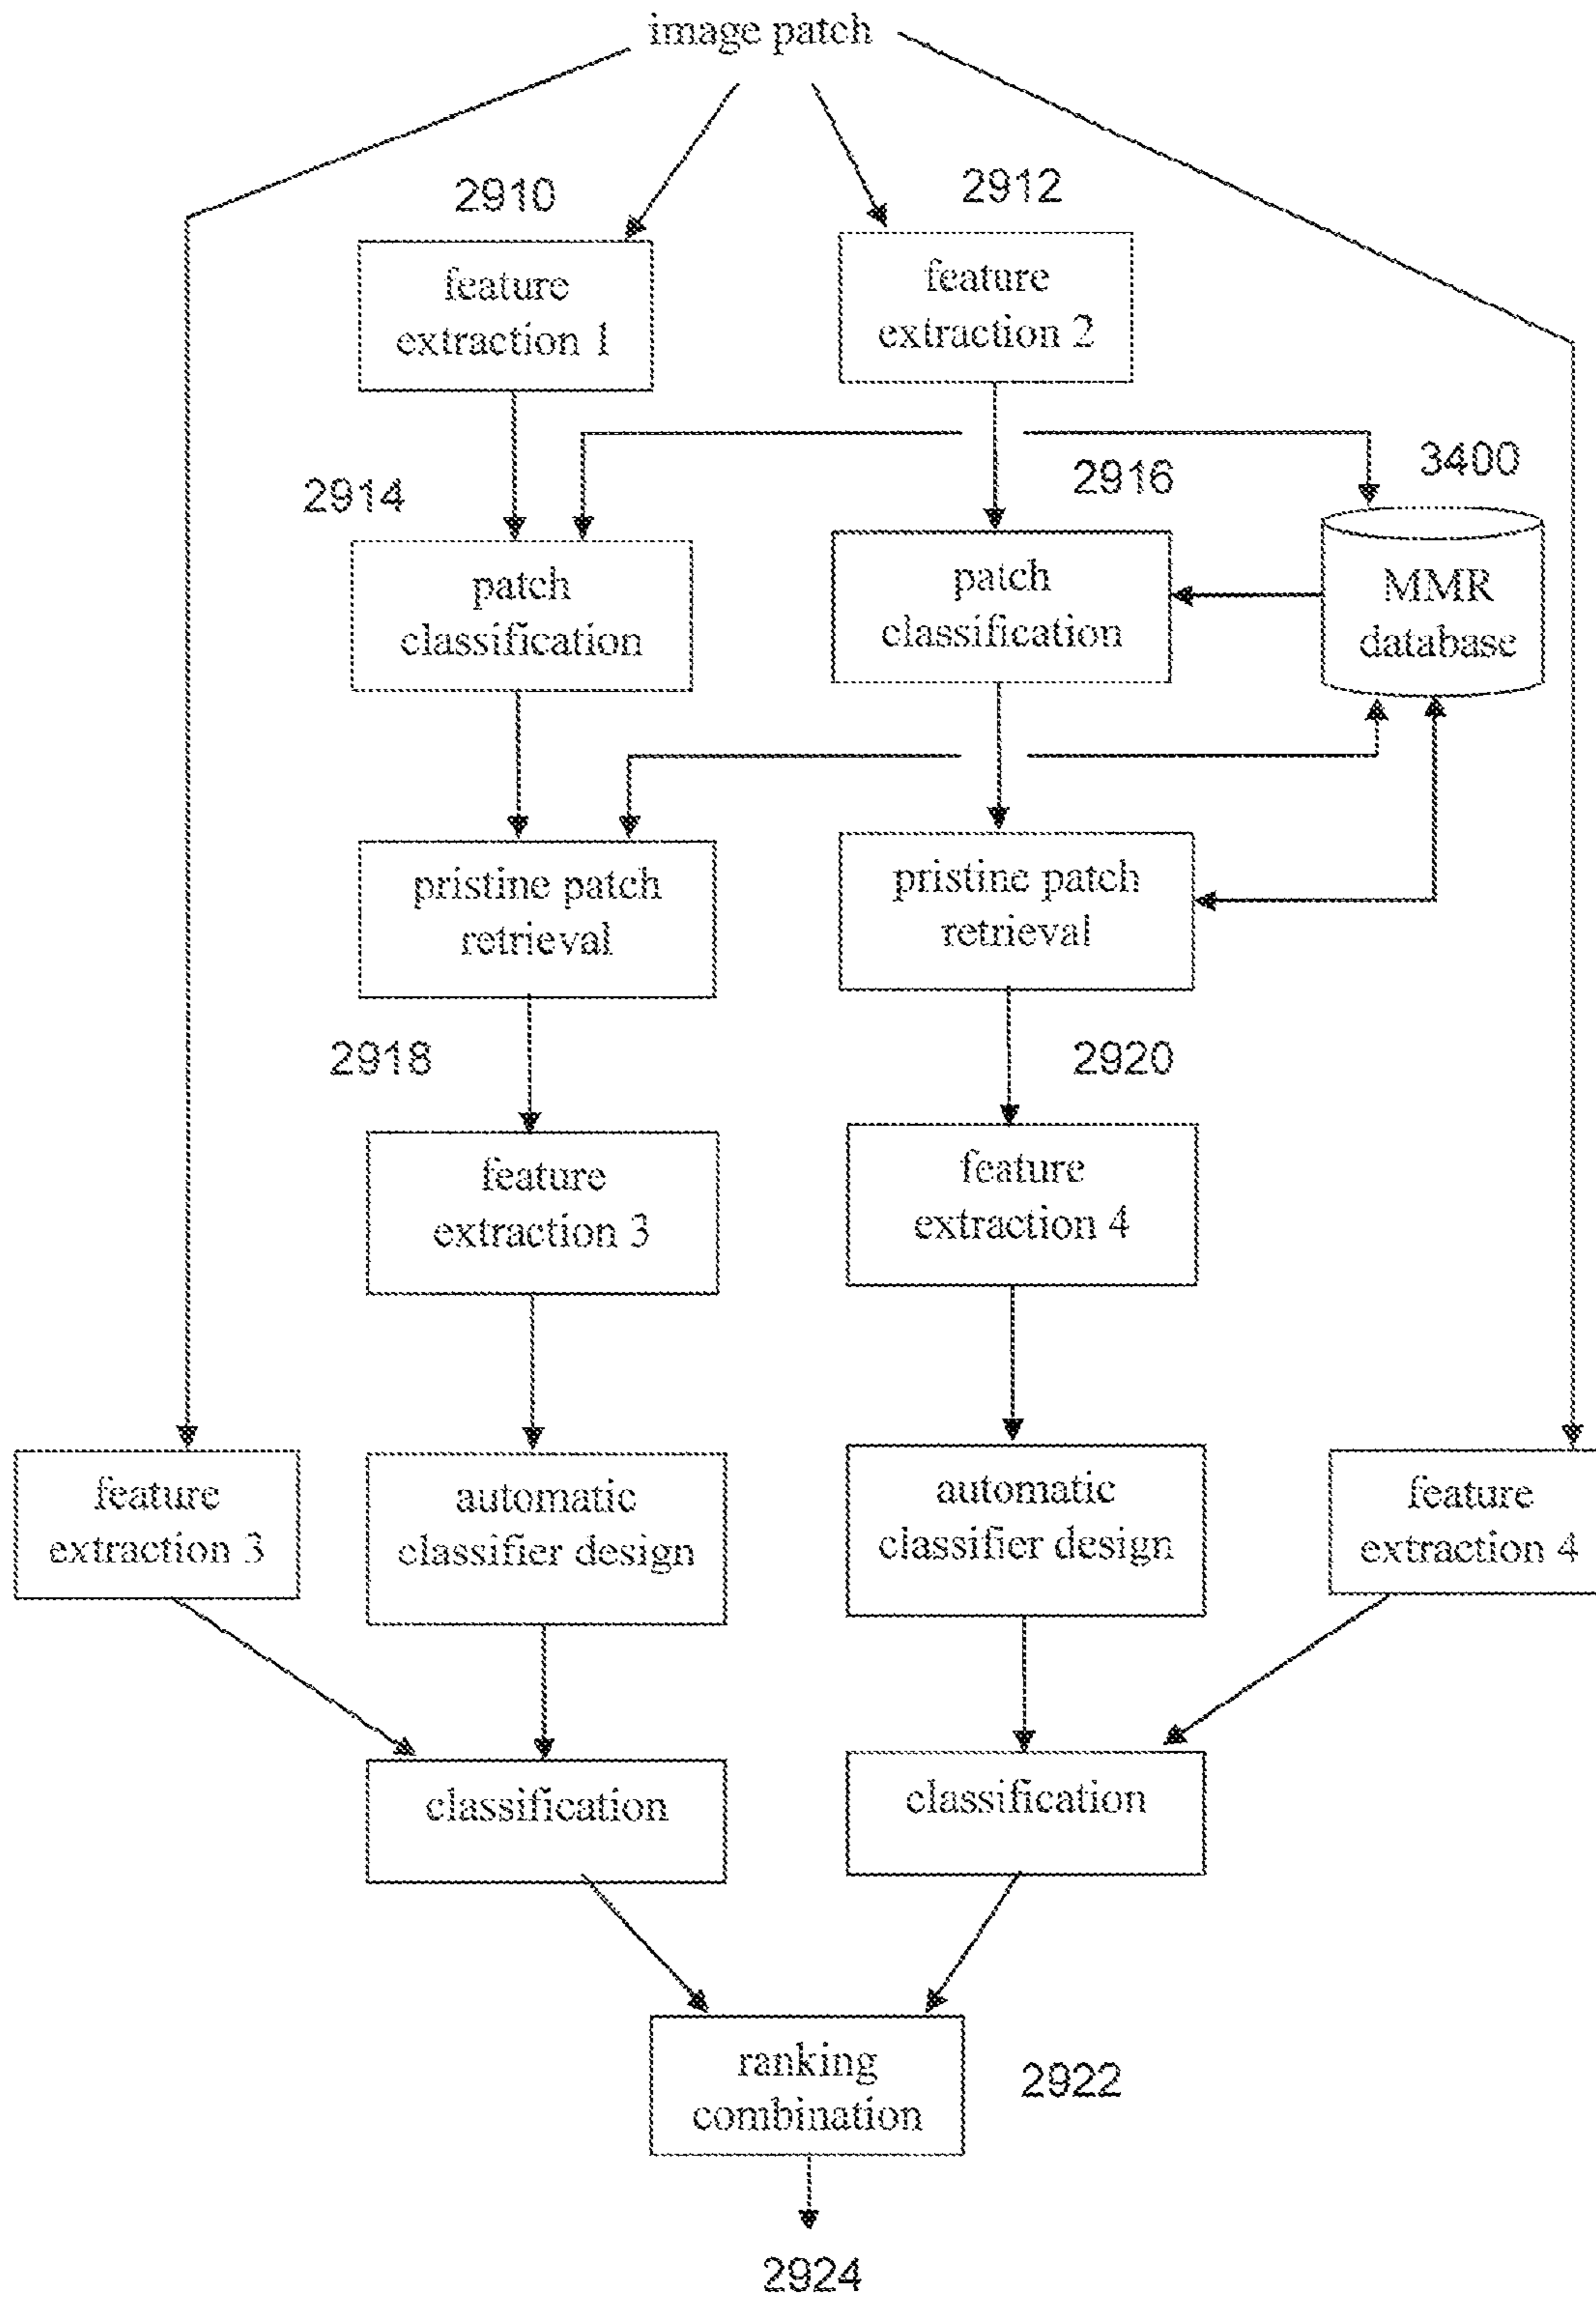 image patch
2910
2912
feature
extraction 1
feature
extraction 2
2914
2916
3400
patch
classification
patch
classification
MMR
database
pristine patch
retrieval
pristine patch
retrieval
2918
2920
feature
extraction 3
feature
extraction 4
feature
extraction 3
automatic
classifier design
automatic
classifier design
feature
extraction 4
classification
classification
ranking
combination
2922
2924